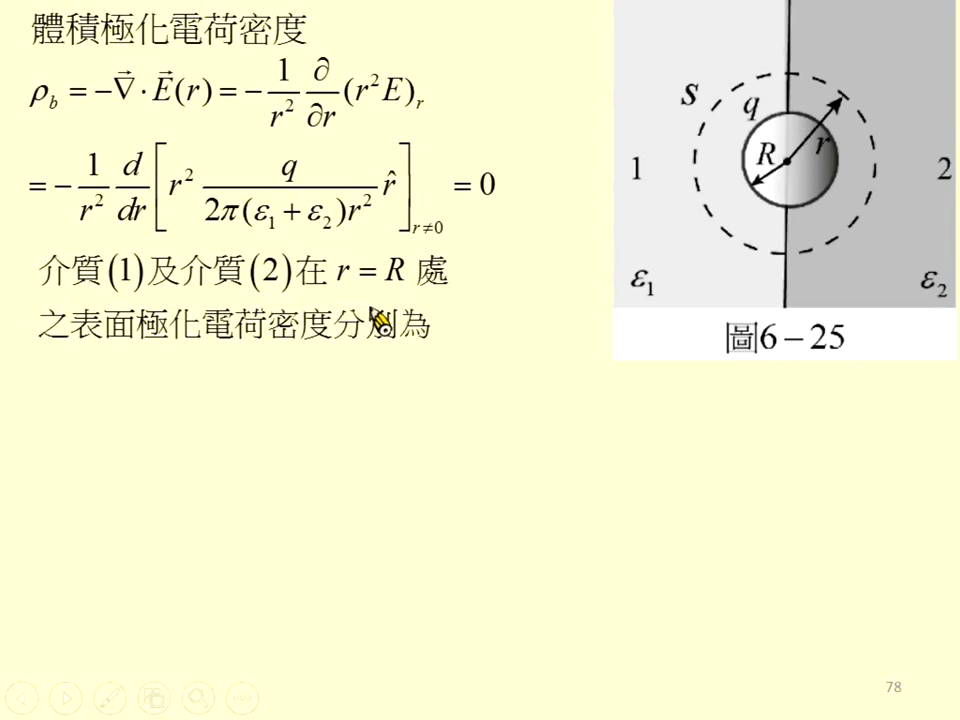 體積極化電荷密度
ρ_b = −∇⃗ · E⃗(r) = − 1/r² ∂/∂r (r²E)_r
= − 1/r² d/dr [ r² q/(2π(ε₁ + ε₂)r²) r̂ ]_{r≠0} = 0
介質(1)及介質(2)在 r = R 處
之表面極化電荷密度分別為
S
q
R
r
1
2
ε₁
ε₂
圖6−25
78